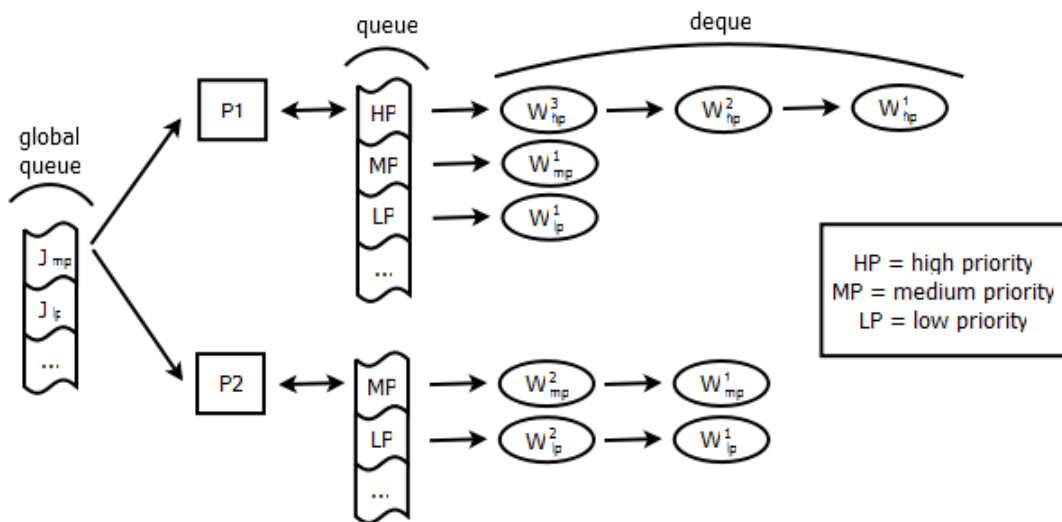 queue
deque
global
queue
P1
HP
W³hp
W²hp
W¹hp
MP
W¹mp
LP
W¹lp
...
J mp
J lp
...
HP = high priority
MP = medium priority
LP = low priority
P2
MP
W²mp
W¹mp
LP
W²lp
W¹lp
...